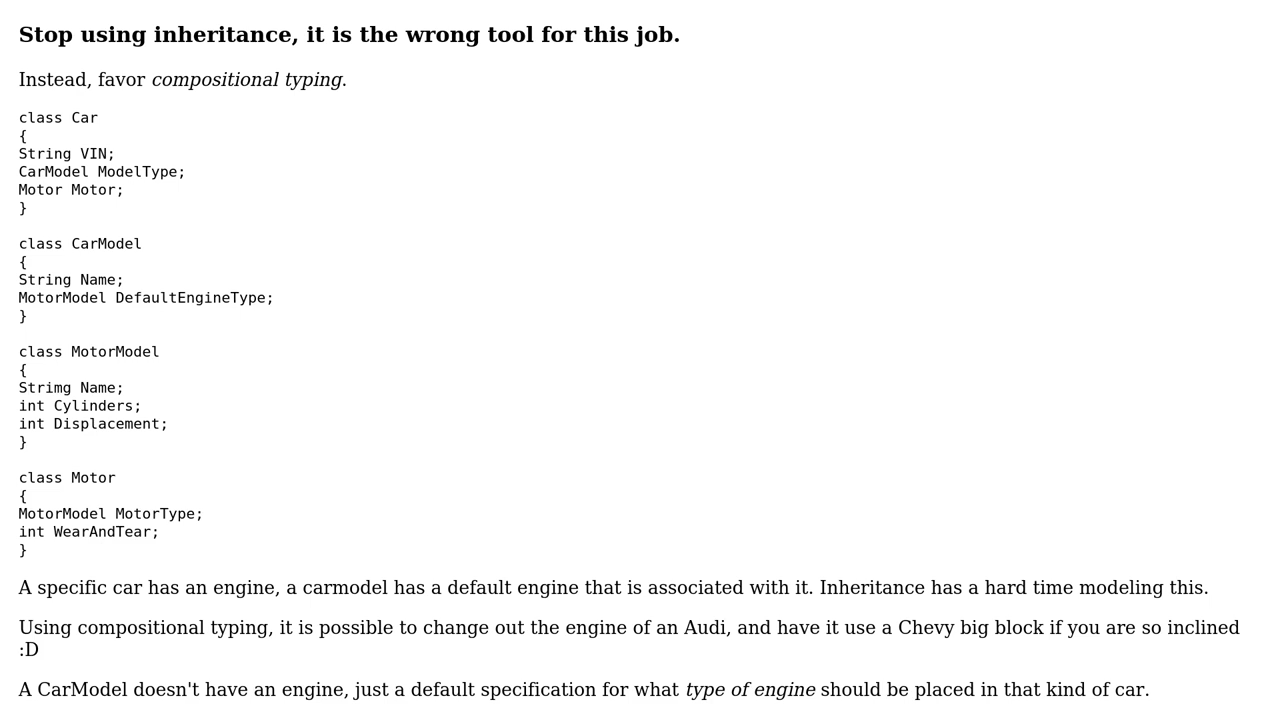 Stop using inheritance, it is the wrong tool for this job.
Instead, favor compositional typing.
class Car
{
String VIN;
CarModel ModelType;
Motor Motor;
}
class CarModel
{
String Name;
MotorModel DefaultEngineType;
}
class MotorModel
{
Strimg Name;
int Cylinders;
int Displacement;
}
class Motor
{
MotorModel MotorType;
int WearAndTear;
}
A specific car has an engine, a carmodel has a default engine that is associated with it. Inheritance has a hard time modeling this.
Using compositional typing, it is possible to change out the engine of an Audi, and have it use a Chevy big block if you are so inclined
:D
A CarModel doesn't have an engine, just a default specification for what type of engine should be placed in that kind of car.